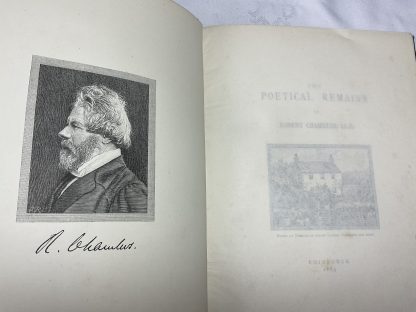 R. Chambers.
THE
POETICAL REMAINS
OF
ROBERT CHAMBERS LL.D.
EDINBURGH